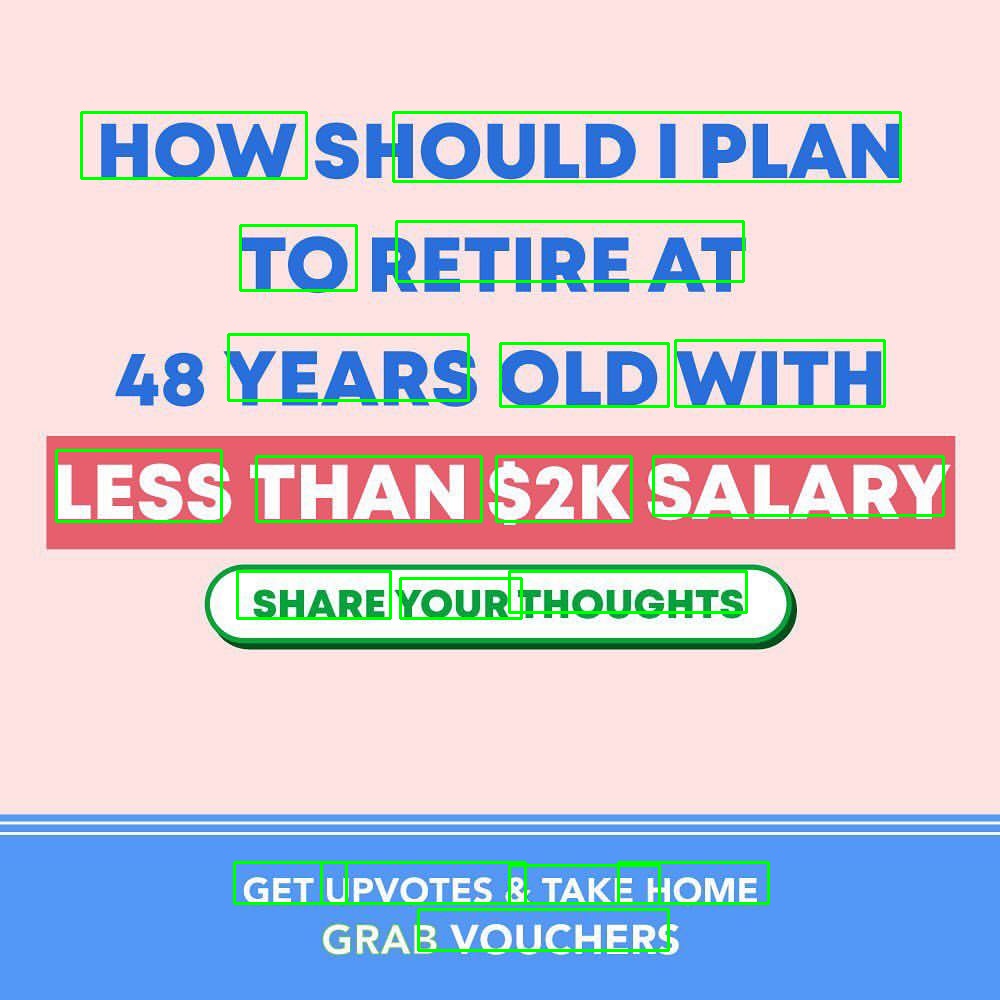 HOW SHOULD I PLAN
TO RETIRE AT
48 YEARS OLD WITH
LESS THAN $2K SALARY
SHARE YOUR THOUGHTS
GET UPVOTES & TAKE HOME
GRAB VOUCHERS